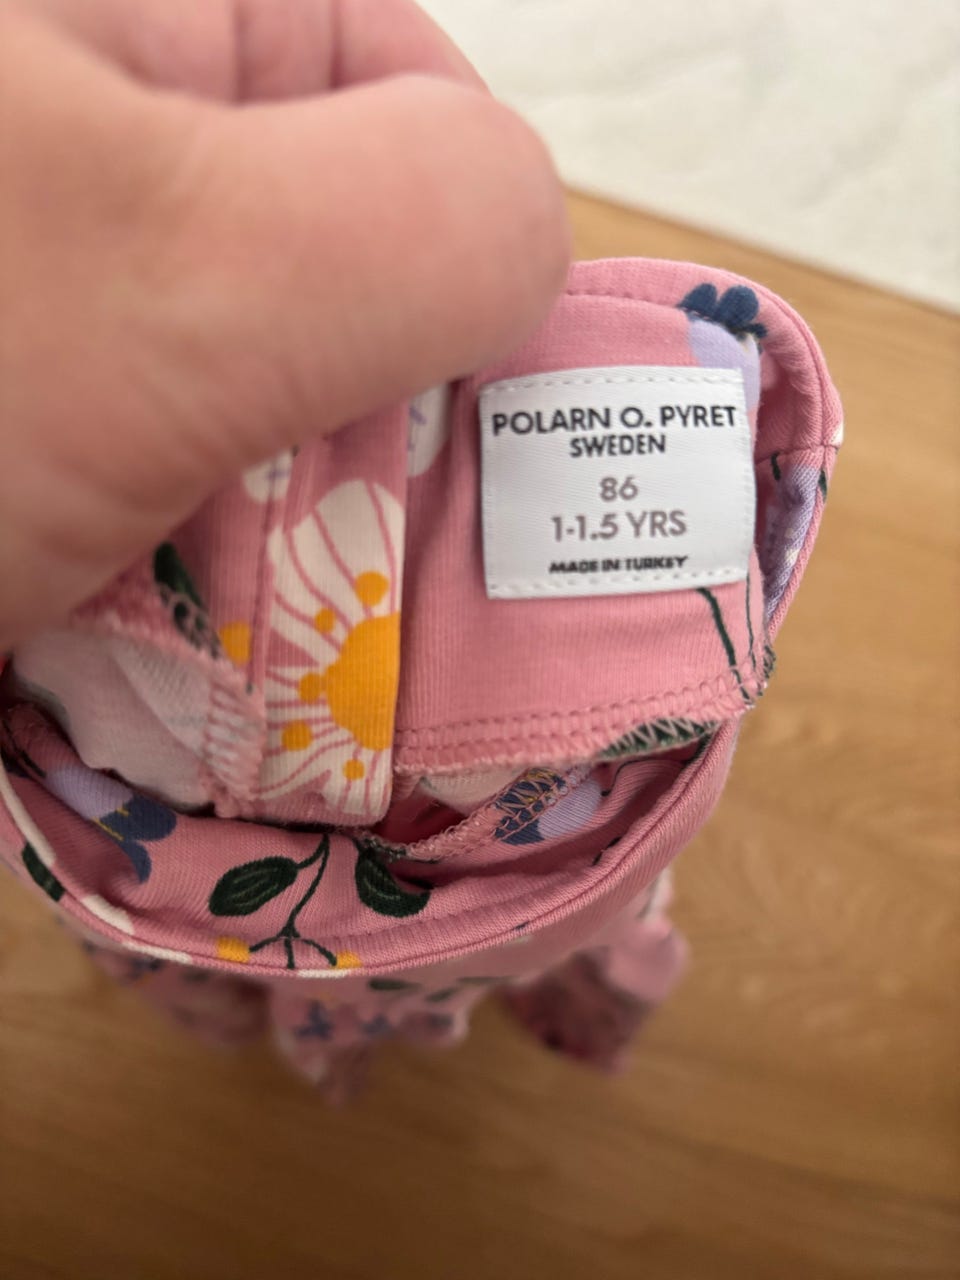 POLARN O. PYRET
SWEDEN
86
1-1.5 YRS
MADE IN TURKEY